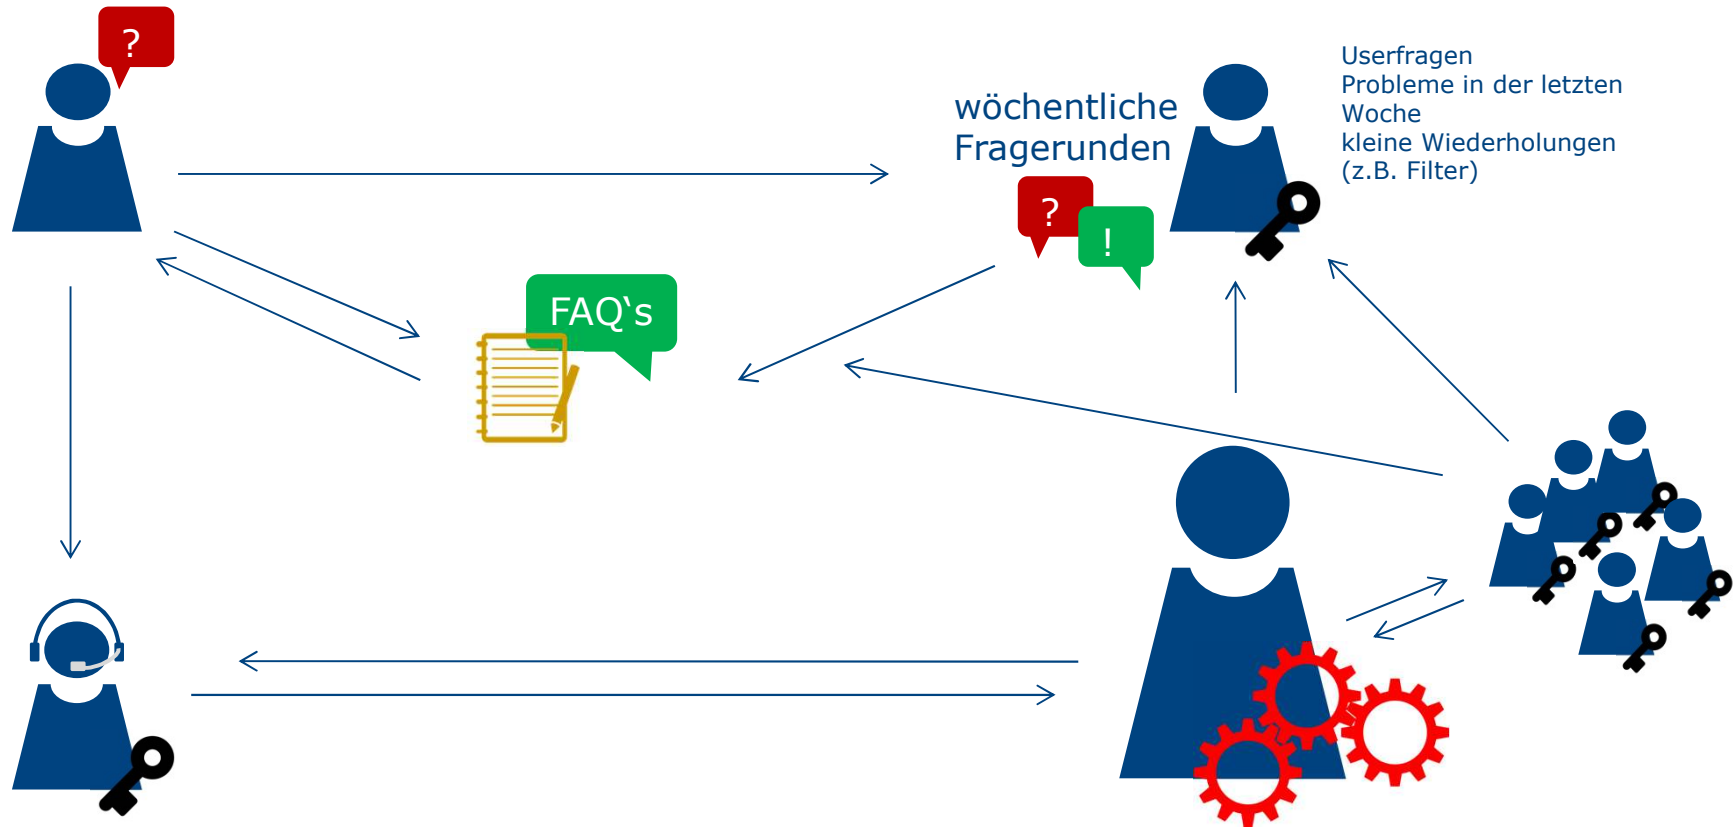 ?
wöchentliche
Fragerunden
?
!
Userfragen
Probleme in der letzten
Woche
kleine Wiederholungen
(z.B. Filter)
FAQ‘s